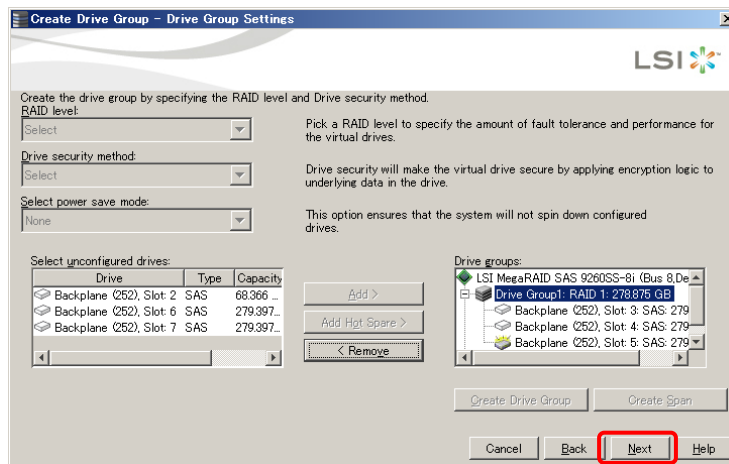 Create Drive Group - Drive Group Settings
LSI
Create the drive group by specifying the RAID level and Drive security method.
RAID level:
Select
Pick a RAID level to specify the amount of fault tolerance and performance for
the virtual drives.
Drive security method:
Select
Drive security will make the virtual drive secure by applying encryption logic to
underlying data in the drive.
Select power save mode:
None
This option ensures that the system will not spin down configured
drives.
Select unconfigured drives:
Drive Type Capacity
Backplane (252), Slot: 2 SAS 68.366 ...
Backplane (252), Slot: 6 SAS 279.397...
Backplane (252), Slot: 7 SAS 279.397...
Add >
Add Hot Spare >
< Remove
Drive groups:
LSI MegaRAID SAS 9260SS-8i (Bus 8,De
Drive Group1: RAID 1: 278.875 GB
Backplane (252), Slot: 3: SAS: 279
Backplane (252), Slot: 4: SAS: 279
Backplane (252), Slot: 5: SAS: 279
Create Drive Group
Create Span
Cancel
Back
Next
Help